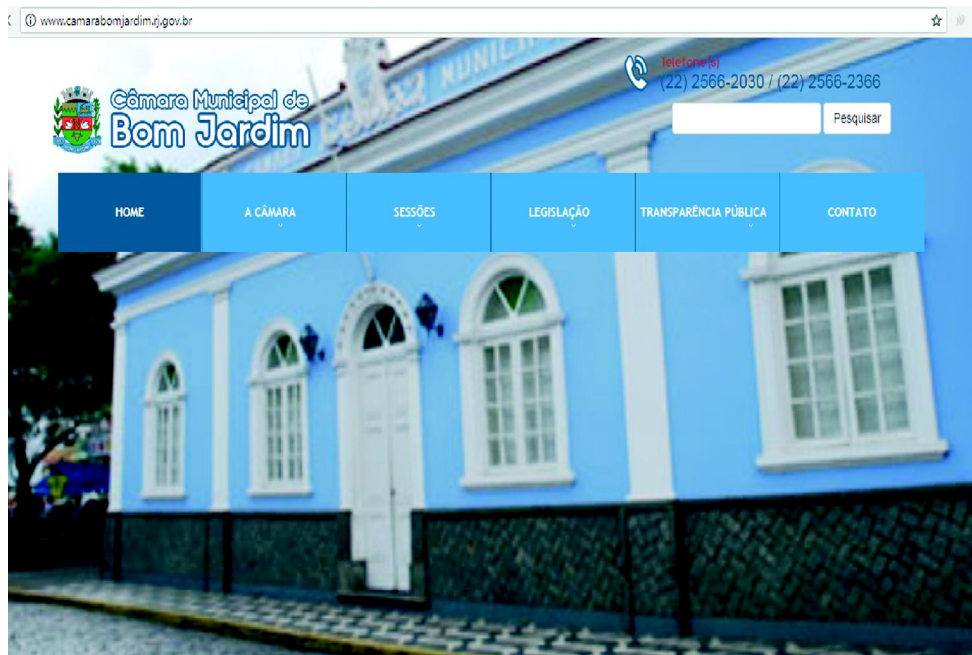 www.camarabomjardim.rj.gov.br
Telefone(s)
(22) 2566-2030 / (22) 2566-2366
Câmara Municipal de
Bom Jardim
Pesquisar
HOME
A CÂMARA
SESSÕES
LEGISLAÇÃO
TRANSPARÊNCIA PÚBLICA
CONTATO